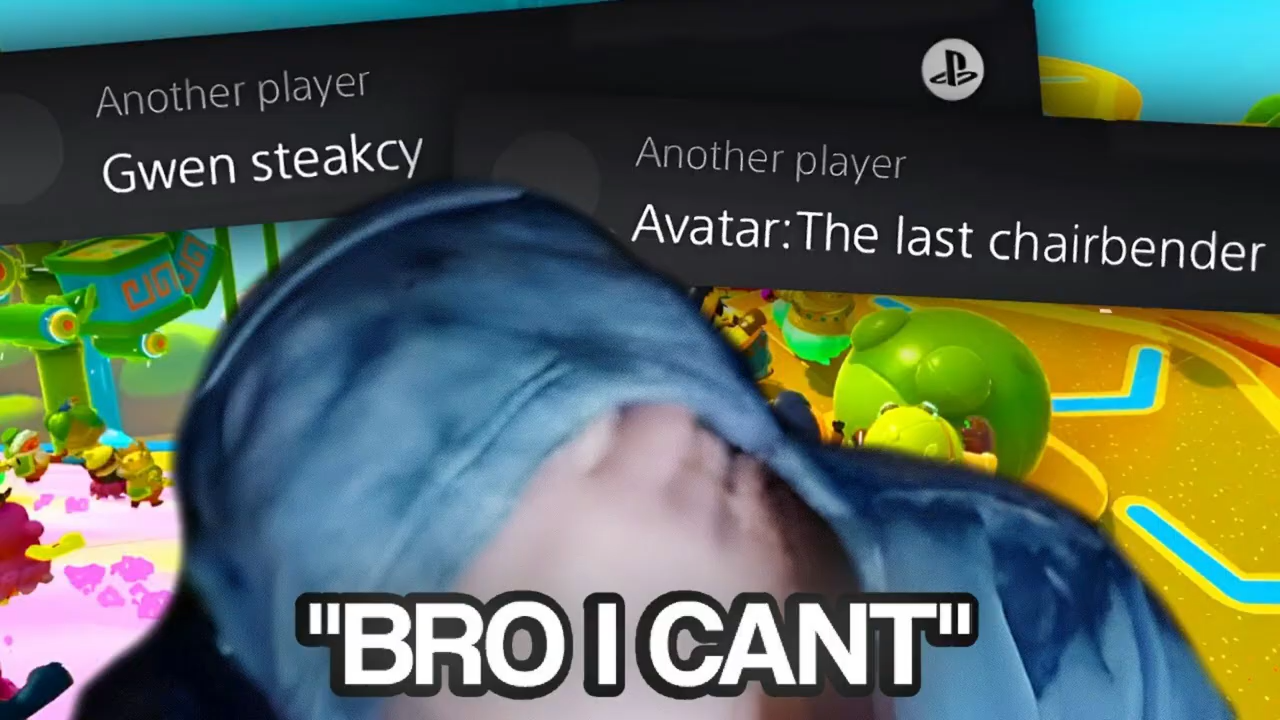 Another player
Gwen steakcy
Another player
Avatar:The last chairbender
"BRO I CANT"